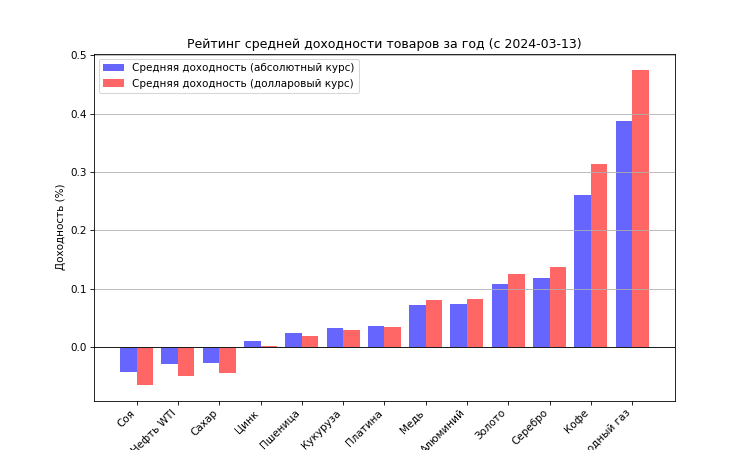 Рейтинг средней доходности товаров за год (с 2024-03-13)
Средняя доходность (абсолютный курс)
Средняя доходность (долларовый курс)
Доходность (%)
0.5
0.4
0.3
0.2
0.1
0.0
Соя
Нефть WTI
Сахар
Цинк
Пшеница
Кукуруза
Платина
Медь
Алюминий
Золото
Серебро
Кофе
одный газ